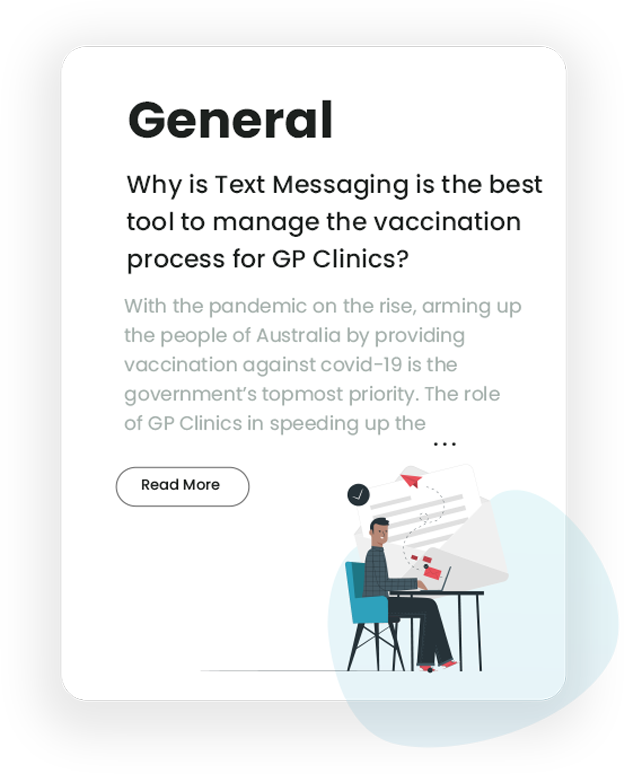 General
Why is Text Messaging is the best
tool to manage the vaccination
process for GP Clinics?
With the pandemic on the rise, arming up
the people of Australia by providing
vaccination against covid-19 is the
government's topmost priority. The role
of GP Clinics in speeding up the
...
Read More